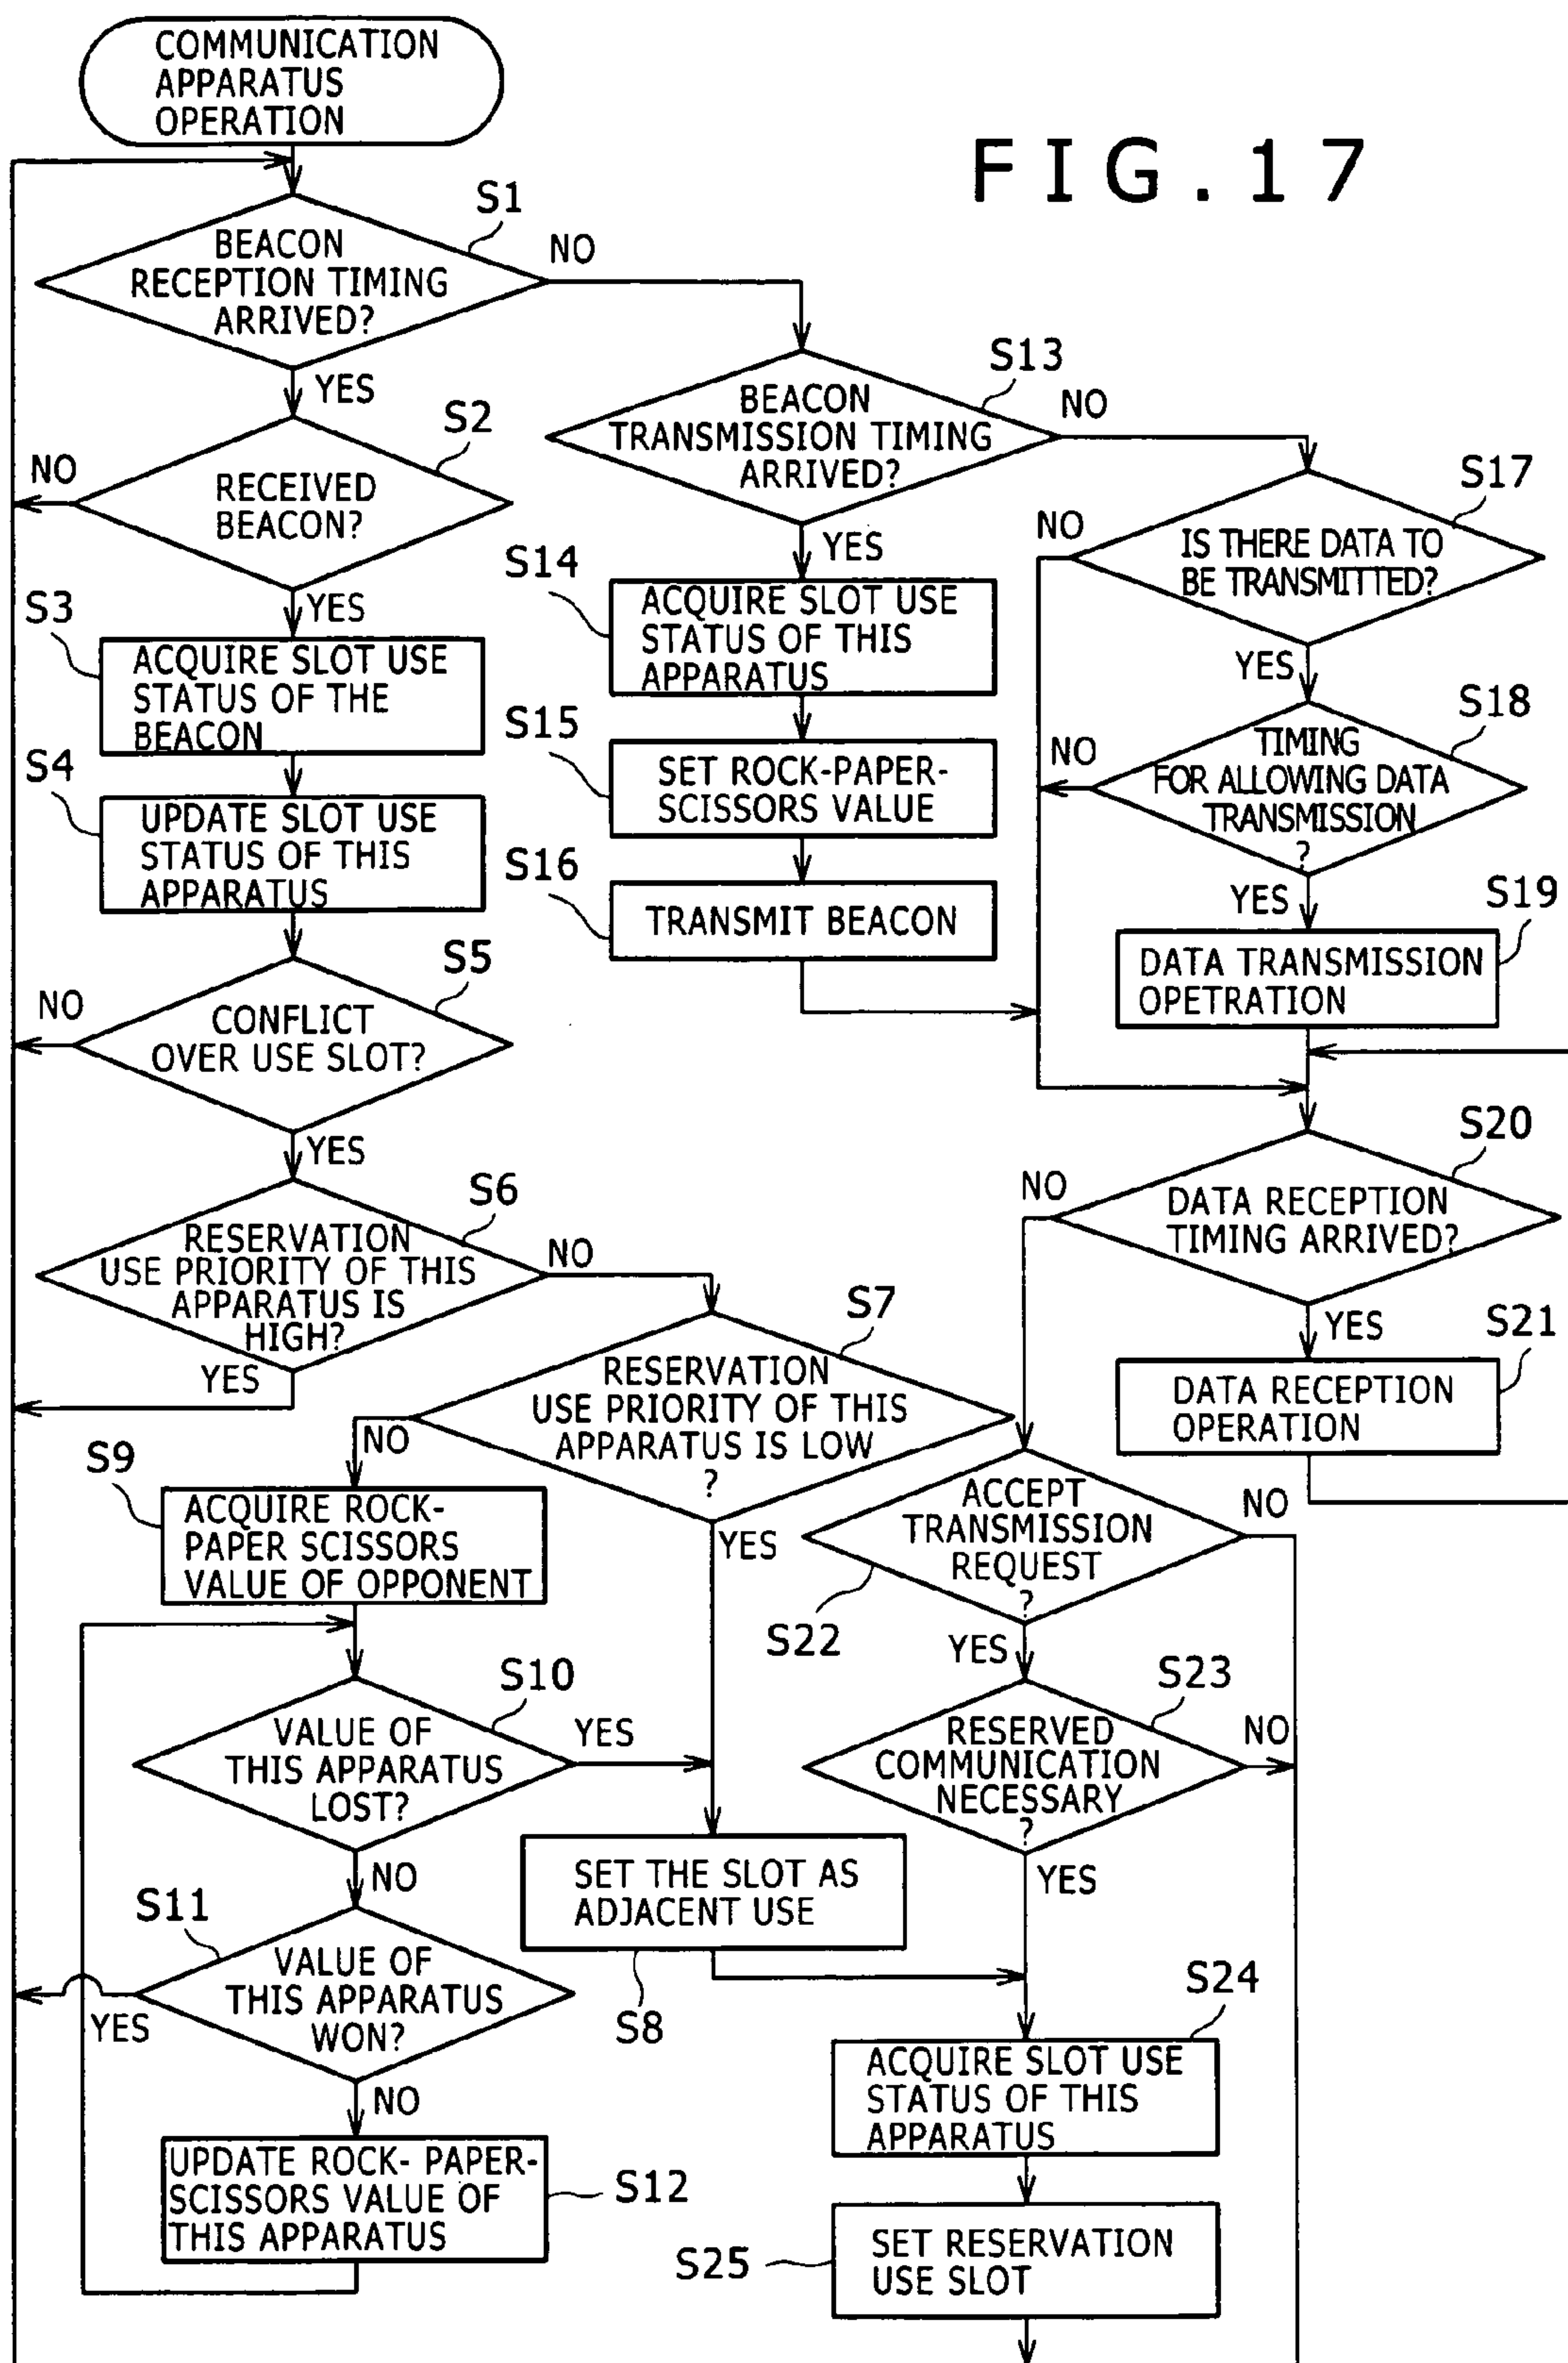 COMMUNICATION
APPARATUS
OPERATION
FIG.17
S1
BEACON
RECEPTION TIMING
ARRIVED?
NO
YES
S2
RECEIVED
BEACON?
NO
YES
S3
ACQUIRE SLOT USE
STATUS OF THE
BEACON
S4
UPDATE SLOT USE
STATUS OF THIS
APPARATUS
S5
CONFLICT
OVER USE SLOT?
NO
YES
S6
RESERVATION
USE PRIORITY OF THIS
APPARATUS IS
HIGH?
NO
YES
S7
RESERVATION
USE PRIORITY OF THIS
APPARATUS IS LOW
?
NO
YES
S9
ACQUIRE ROCK-
PAPER SCISSORS
VALUE OF OPPONENT
S10
VALUE OF
THIS APPARATUS
LOST?
YES
NO
S11
VALUE OF
THIS APPARATUS
WON?
YES
NO
UPDATE ROCK- PAPER-
SCISSORS VALUE OF
THIS APPARATUS
S12
SET THE SLOT AS
ADJACENT USE
S8
S13
BEACON
TRANSMISSION TIMING
ARRIVED?
NO
YES
S14
ACQUIRE SLOT USE
STATUS OF THIS
APPARATUS
S15
SET ROCK-PAPER-
SCISSORS VALUE
S16
TRANSMIT BEACON
S17
IS THERE DATA TO
BE TRANSMITTED?
NO
YES
S18
TIMING
FOR ALLOWING DATA
TRANSMISSION
?
NO
YES
S19
DATA TRANSMISSION
OPETRATION
S20
DATA RECEPTION
TIMING ARRIVED?
NO
YES
S21
DATA RECEPTION
OPERATION
ACCEPT
TRANSMISSION
REQUEST
?
NO
S22
YES
S23
RESERVED
COMMUNICATION
NECESSARY
?
NO
YES
S24
ACQUIRE SLOT USE
STATUS OF THIS
APPARATUS
S25
SET RESERVATION
USE SLOT